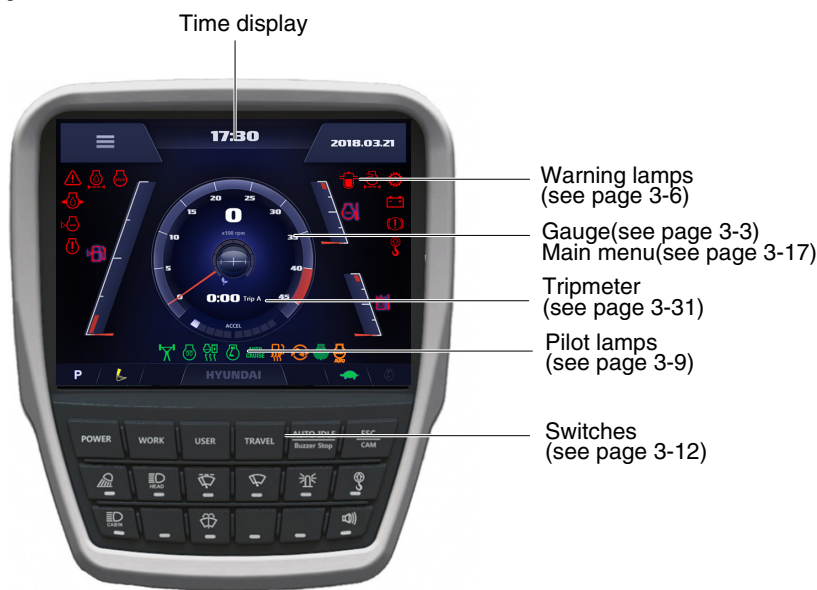 Time display
17:30
2018.03.21
Warning lamps
(see page 3-6)
Gauge(see page 3-3)
Main menu(see page 3-17)
Tripmeter
(see page 3-31)
Pilot lamps
(see page 3-9)
Switches
(see page 3-12)
20 25
15 0 30
x100 rpm
10 35
5 40
0 45
0:00 Trip A
ACCEL
AUTO
CRUISE
P HYUNDAI
POWER WORK USER TRAVEL AUTO IDLE ESC
Buzzer Stop CAM
HEAD
CABIN